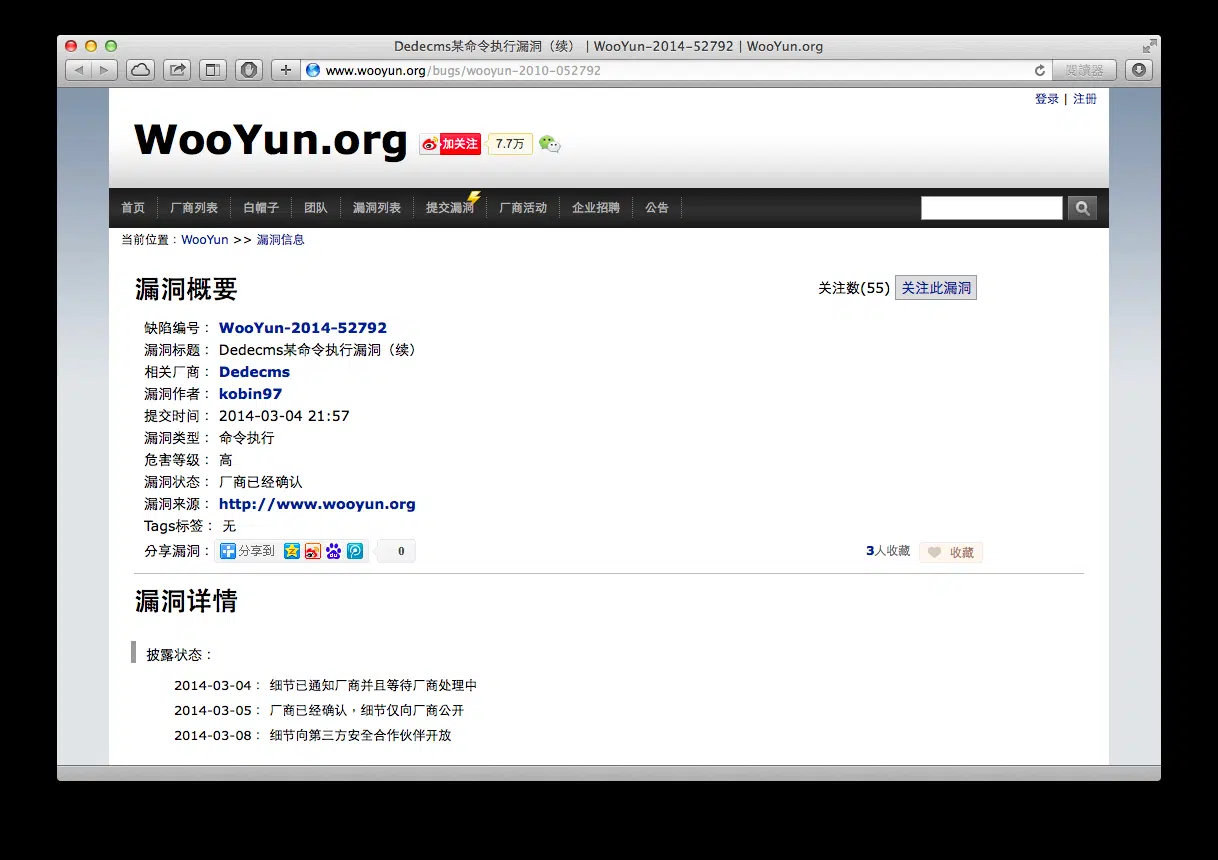 Dedecms某命令执行漏洞（续） | WooYun-2014-52792 | WooYun.org
www.wooyun.org/bugs/wooyun-2010-052792
閱讀器
登录 | 注册
WooYun.org
加关注
7.7万
首页 厂商列表 白帽子 团队 漏洞列表 提交漏洞 厂商活动 企业招聘 公告
当前位置：WooYun >> 漏洞信息
漏洞概要
关注数(55) 关注此漏洞
缺陷编号： WooYun-2014-52792
漏洞标题： Dedecms某命令执行漏洞（续）
相关厂商： Dedecms
漏洞作者： kobin97
提交时间： 2014-03-04 21:57
漏洞类型： 命令执行
危害等级： 高
漏洞状态： 厂商已经确认
漏洞来源： http://www.wooyun.org
Tags标签： 无
分享漏洞： 分享到 0
3人收藏 收藏
漏洞详情
披露状态：
2014-03-04： 细节已通知厂商并且等待厂商处理中
2014-03-05： 厂商已经确认，细节仅向厂商公开
2014-03-08： 细节向第三方安全合作伙伴开放